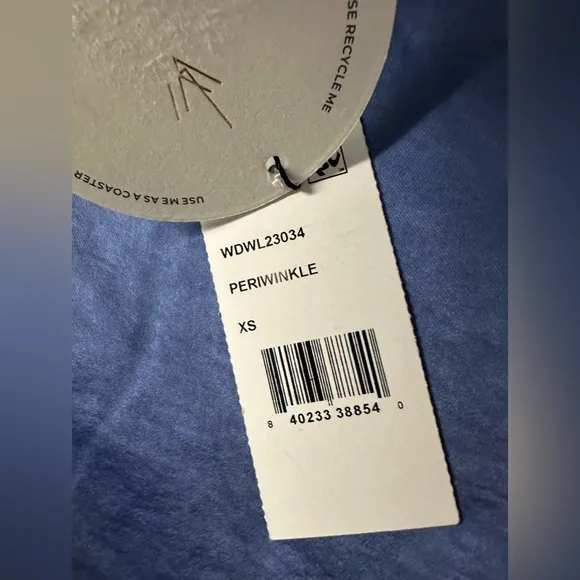 SE RECYCLE ME
USE ME AS A COASTER
WDWL23034
PERIWINKLE
XS
8 40233 38854 0